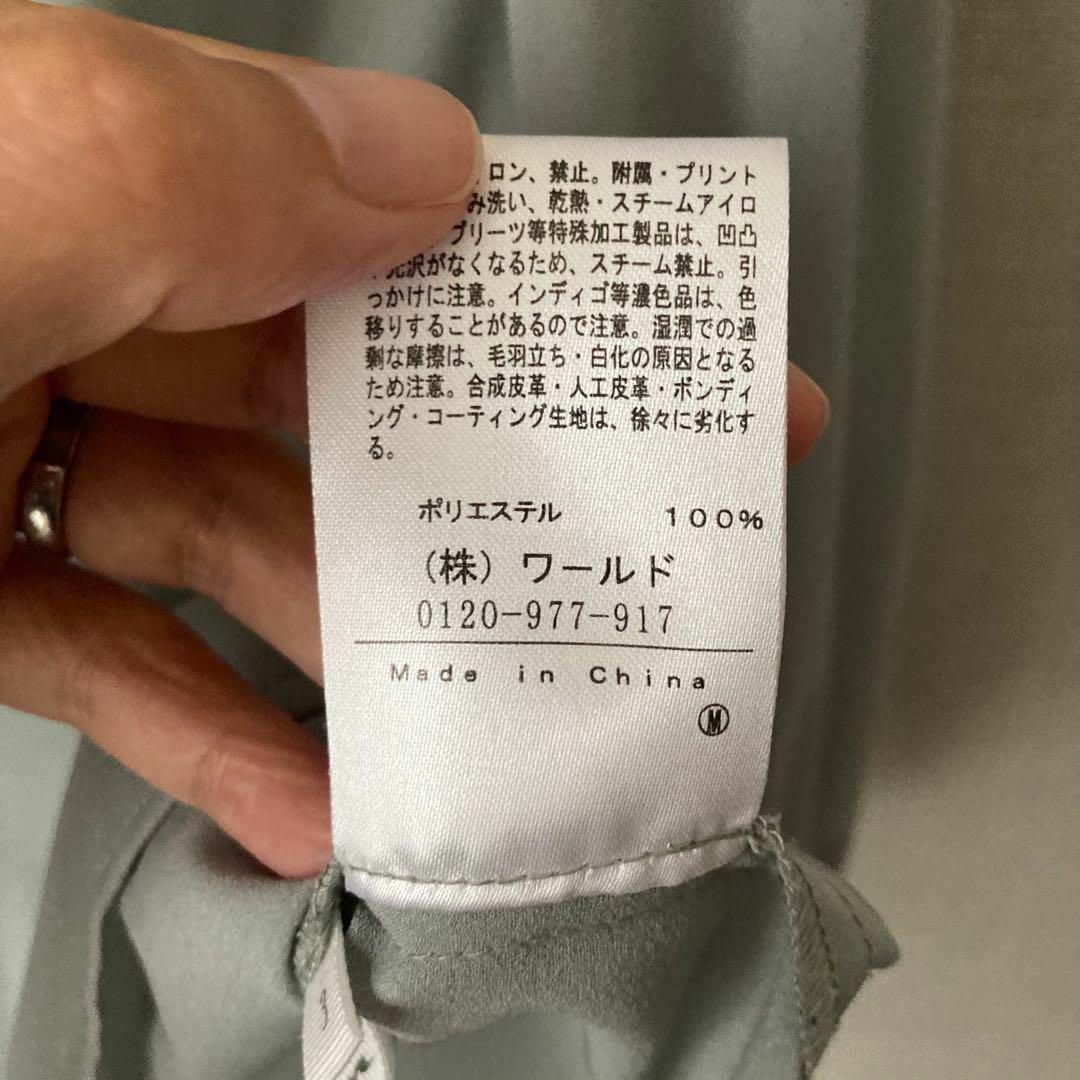 ロン、禁止。附属・プリント
み洗い、乾熱・スチームアイロ
プリーツ等特殊加工製品は、凹凸
光沢がなくなるため、スチーム禁止。引
っかけに注意。インディゴ等濃色品は、色
移りすることがあるので注意。湿潤での過
剰な摩擦は、毛羽立ち・白化の原因となる
ため注意。合成皮革・人工皮革・ボンディ
ング・コーティング生地は、徐々に劣化す
る。
ポリエステル 100%
(株)ワールド
0120-977-917
Made in China
Ⓜ